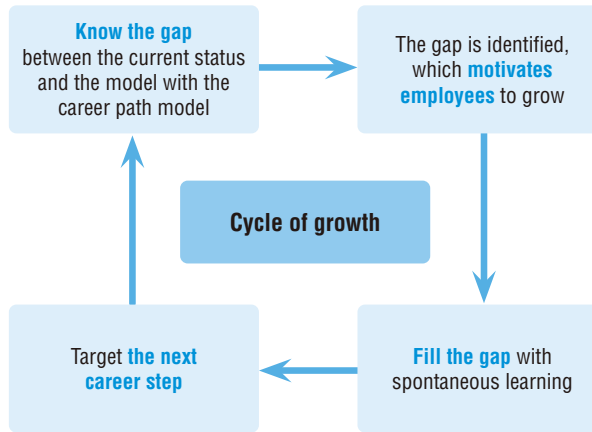 Know the gap
between the current status
and the model with the
career path model
The gap is identified,
which motivates
employees to grow
Cycle of growth
Target the next
career step
Fill the gap with
spontaneous learning